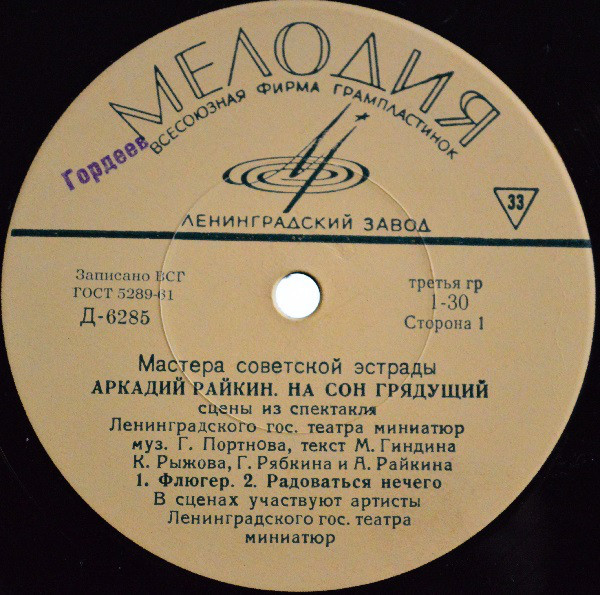 МЕЛОДИЯ
ВСЕСОЮЗНАЯ ФИРМА ГРАМПЛАСТИНОК
Гордеев
ЛЕНИНГРАДСКИЙ ЗАВОД
33
Записано ВСГ
ГОСТ 5289-61
Д-6285
третья гр
1-30
Сторона 1
Мастера советской эстрады
АРКАДИЙ РАЙКИН. НА СОН ГРЯДУЩИЙ
сцены из спектакля
Ленинградского гос. театра миниатюр
муз. Г. Портнова, текст М. Гиндина
К. Рыжова, Г. Рябкина и А. Райкина
1. Флюгер. 2. Радоваться нечего
В сценах участвуют артисты
Ленинградского гос. театра
миниатюр